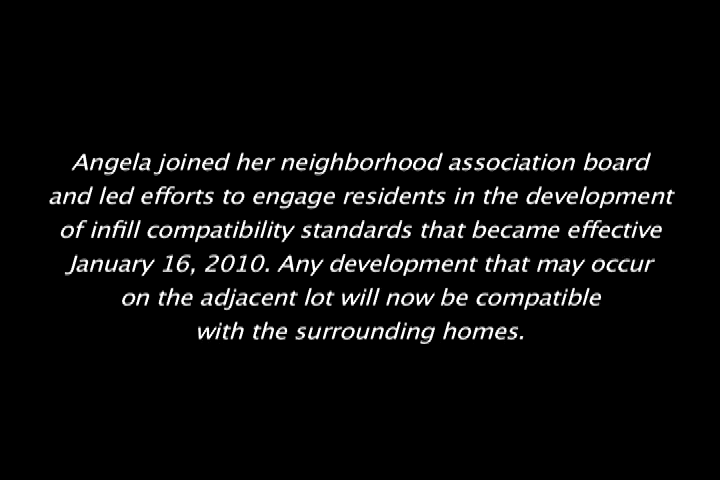 Angela joined her neighborhood association board
and led efforts to engage residents in the development
of infill compatibility standards that became effective
January 16, 2010. Any development that may occur
on the adjacent lot will now be compatible
with the surrounding homes.